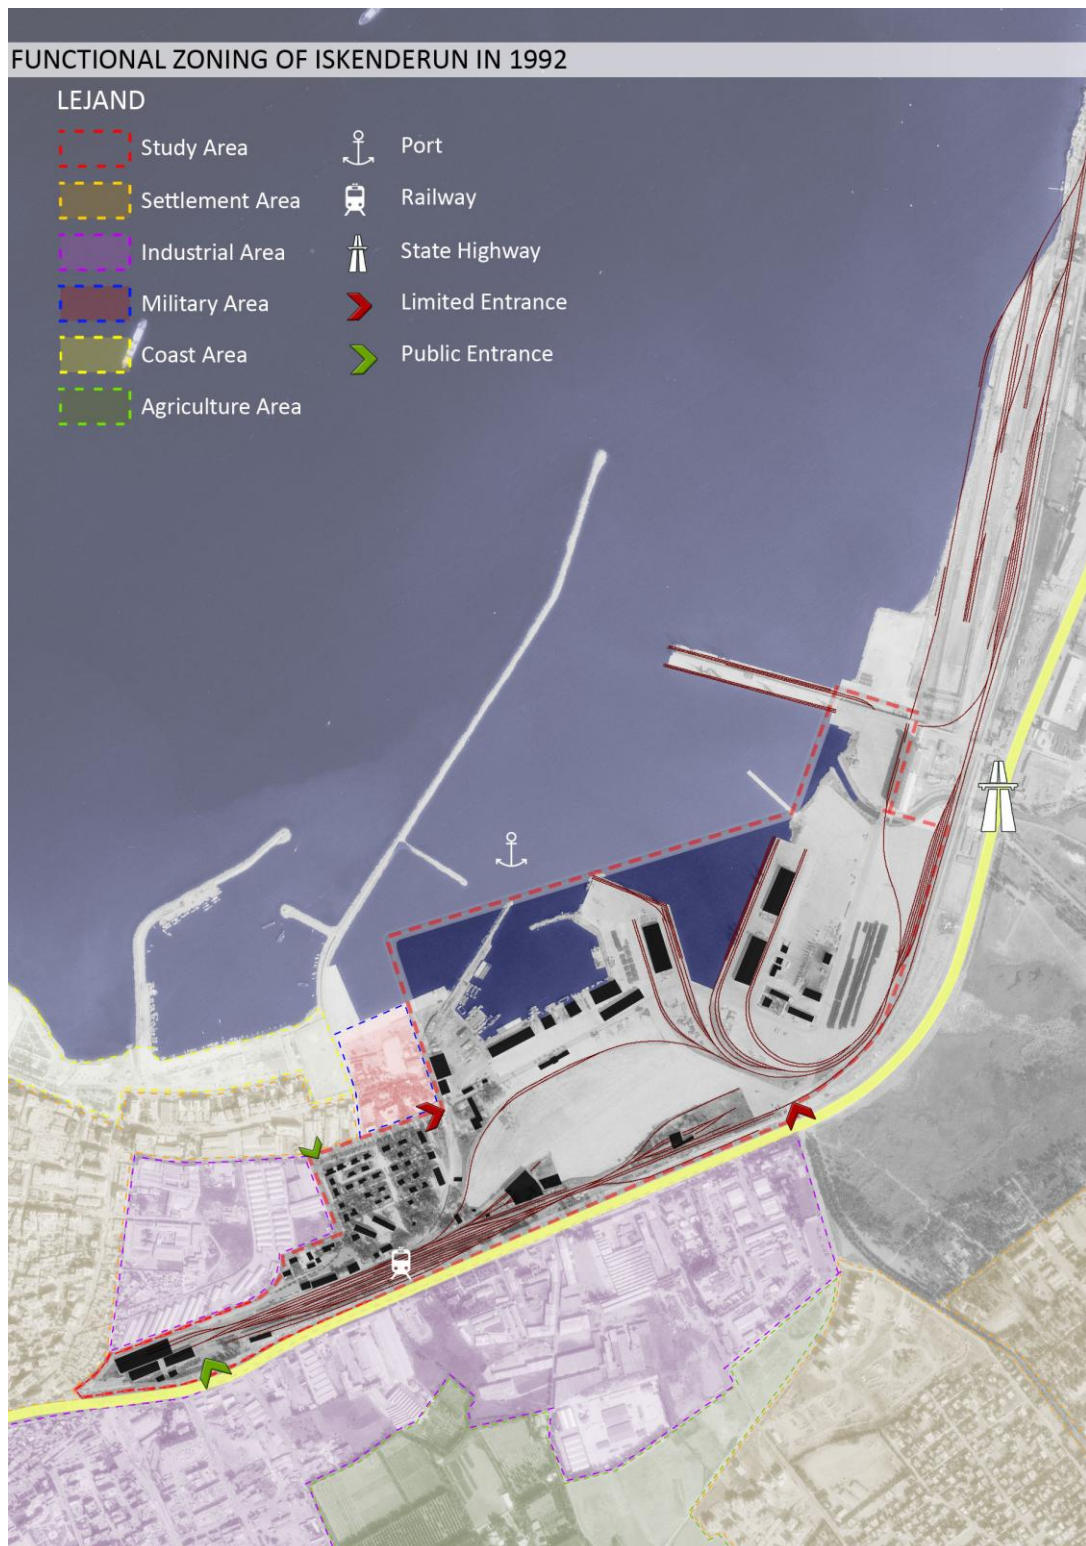 FUNCTIONAL ZONING OF ISKENDERUN IN 1992
LEJAND
Study Area
Settlement Area
Industrial Area
Military Area
Coast Area
Agriculture Area
Port
Railway
State Highway
Limited Entrance
Public Entrance